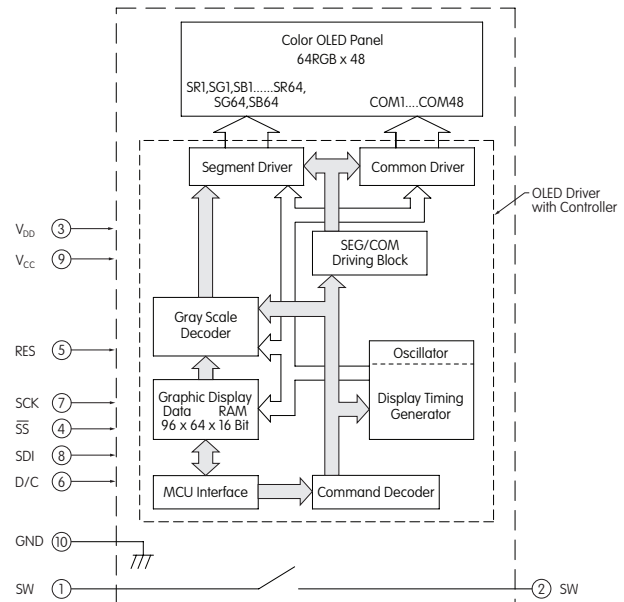 Color OLED Panel
64RGB x 48
SR1,SG1,SB1......SR64,
SG64,SB64
COM1....COM48
Segment Driver
Common Driver
OLED Driver
with Controller
VDD 3
VCC 9
SEG/COM
Driving Block
Gray Scale
Decoder
RES 5
Oscillator
Display Timing
Generator
SCK 7
SS 4
SDI 8
D/C 6
Graphic Display
Data RAM
96 x 64 x 16 Bit
MCU Interface
Command Decoder
GND 10
SW 1
2 SW